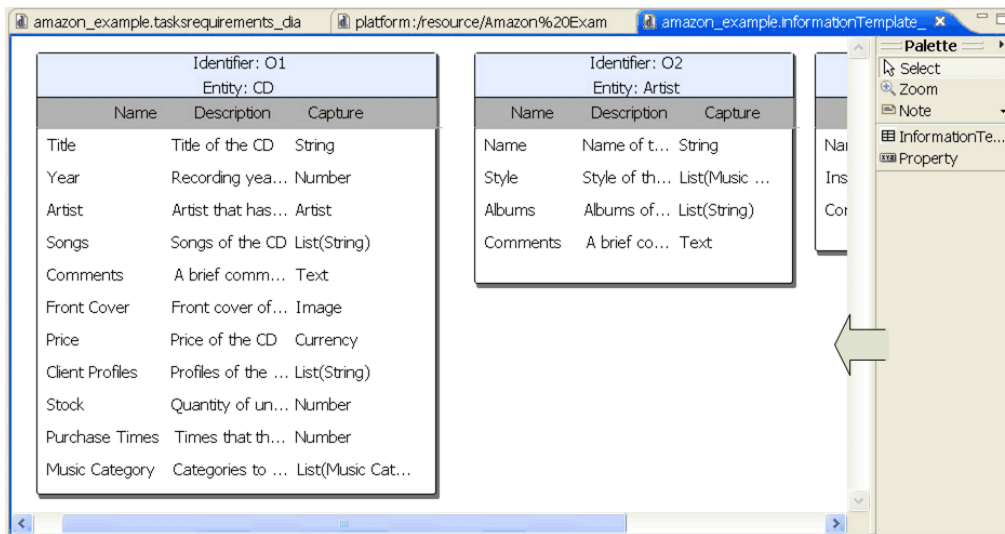 amazon_example.tasksrequirements_dia
platform:/resource/Amazon%20Exam
amazon_example.informationTemplate_
Identifier: O1
Entity: CD
Name Description Capture
Title Title of the CD String
Year Recording yea... Number
Artist Artist that has... Artist
Songs Songs of the CD List(String)
Comments A brief comm... Text
Front Cover Front cover of... Image
Price Price of the CD Currency
Client Profiles Profiles of the ... List(String)
Stock Quantity of un... Number
Purchase Times Times that th... Number
Music Category Categories to ... List(Music Cat...
Identifier: O2
Entity: Artist
Name Description Capture
Name Name of t... String
Style Style of th... List(Music ...
Albums Albums of... List(String)
Comments A brief co... Text
Nar
Ins
Cor
Palette
Select
Zoom
Note
InformationTe...
Property